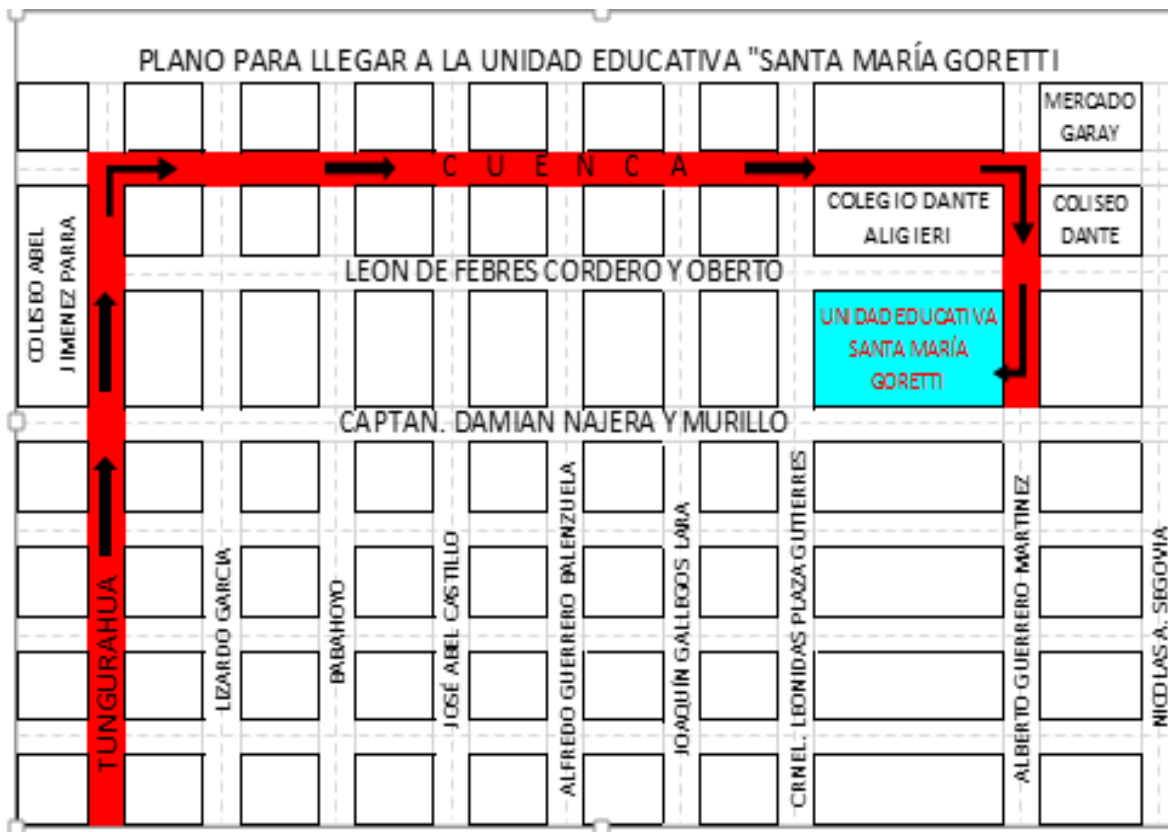 PLANO PARA LLEGAR A LA UNIDAD EDUCATIVA "SANTA MARÍA GORETTI
MERCADO
GARAY
CUENCA
COLISEO ABEL
JIMENEZ PARRA
COLEGIO DANTE
ALIGIERI
COLISEO
DANTE
LEON DE FEBRES CORDERO Y OBERTO
UNIDAD EDUCATIVA
SANTA MARÍA
GORETTI
CAPTAN. DAMIAN NAJERA Y MURILLO
TUNGURAHUA
LIZARDO GARCIA
BABAHOYO
JOSÉ ABEL CASTILLO
ALFREDO GUERRERO BALENZUELA
JOAQUÍN GALLEGOS LARA
CRNEL. LEONIDAS PLAZA GUTIERRES
ALBERTO GUERRERO MARTINEZ
NICOLAS A. SEGOVIA